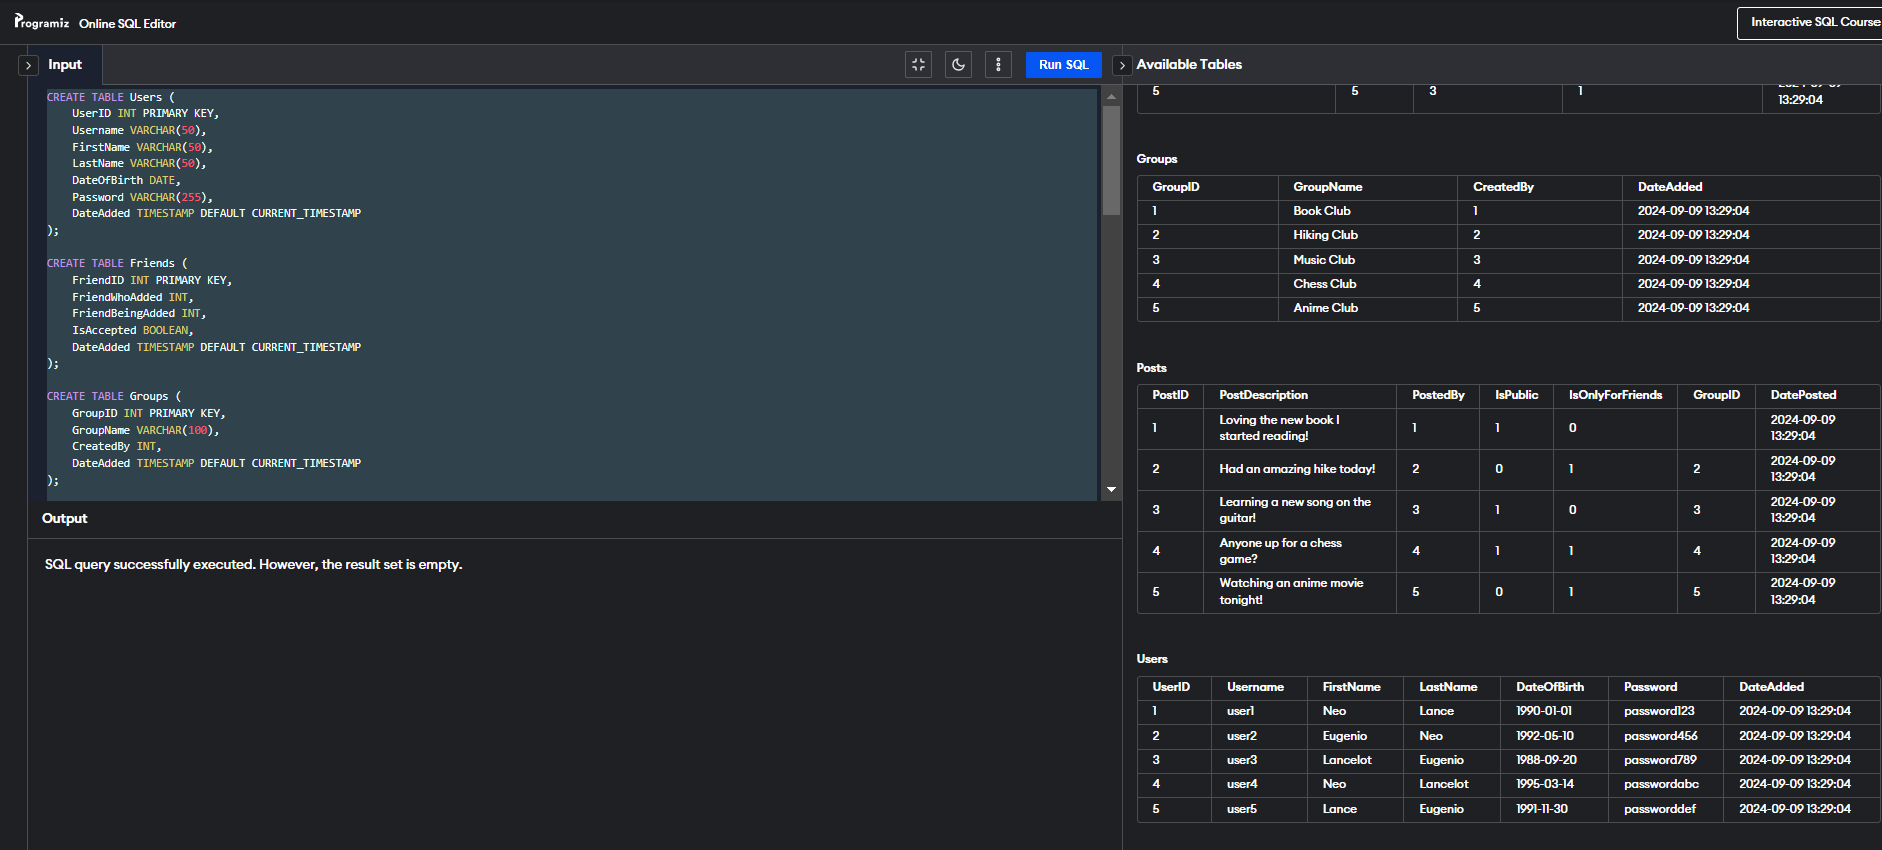 Programiz Online SQL Editor
Interactive SQL Course
Input
Run SQL
CREATE TABLE Users (
UserID INT PRIMARY KEY,
Username VARCHAR(50),
FirstName VARCHAR(50),
LastName VARCHAR(50),
DateOfBirth DATE,
Password VARCHAR(255),
DateAdded TIMESTAMP DEFAULT CURRENT_TIMESTAMP
);
CREATE TABLE Friends (
FriendID INT PRIMARY KEY,
FriendWhoAdded INT,
FriendBeingAdded INT,
IsAccepted BOOLEAN,
DateAdded TIMESTAMP DEFAULT CURRENT_TIMESTAMP
);
CREATE TABLE Groups (
GroupID INT PRIMARY KEY,
GroupName VARCHAR(100),
CreatedBy INT,
DateAdded TIMESTAMP DEFAULT CURRENT_TIMESTAMP
);
Output
SQL query successfully executed. However, the result set is empty.
Available Tables
5 5 3 1 2024-09-09
13:29:04
Groups
GroupID GroupName CreatedBy DateAdded
1 Book Club 1 2024-09-09 13:29:04
2 Hiking Club 2 2024-09-09 13:29:04
3 Music Club 3 2024-09-09 13:29:04
4 Chess Club 4 2024-09-09 13:29:04
5 Anime Club 5 2024-09-09 13:29:04
Posts
PostID PostDescription PostedBy IsPublic IsOnlyForFriends GroupID DatePosted
1 Loving the new book I started reading! 1 1 0 2024-09-09 13:29:04
2 Had an amazing hike today! 2 0 1 2 2024-09-09 13:29:04
3 Learning a new song on the guitar! 3 1 0 3 2024-09-09 13:29:04
4 Anyone up for a chess game? 4 1 1 4 2024-09-09 13:29:04
5 Watching an anime movie tonight! 5 0 1 5 2024-09-09 13:29:04
Users
UserID Username FirstName LastName DateOfBirth Password DateAdded
1 user1 Neo Lance 1990-01-01 password123 2024-09-09 13:29:04
2 user2 Eugenio Neo 1992-05-10 password456 2024-09-09 13:29:04
3 user3 Lancelot Eugenio 1988-09-20 password789 2024-09-09 13:29:04
4 user4 Neo Lancelot 1995-03-14 passwordabc 2024-09-09 13:29:04
5 user5 Lance Eugenio 1991-11-30 passworddef 2024-09-09 13:29:04